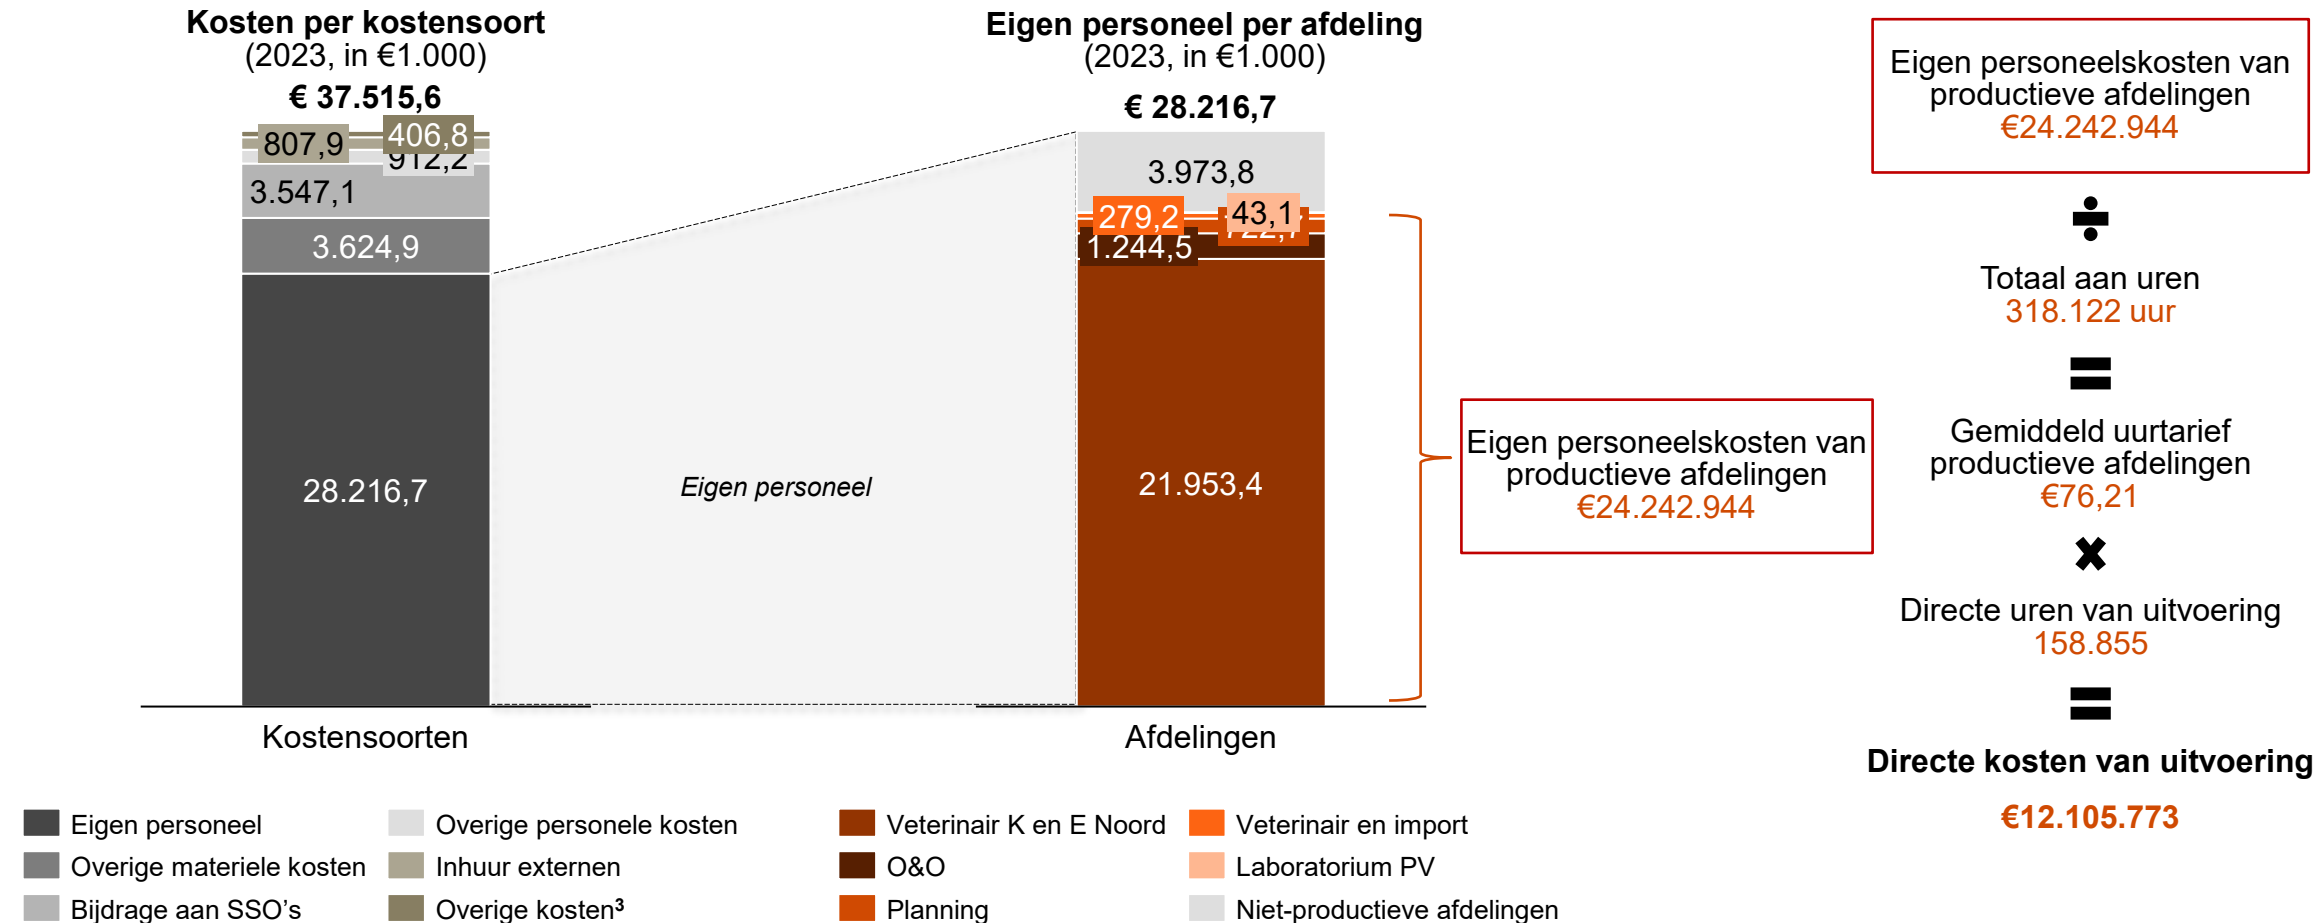 Kosten per kostensoort
(2023, in €1.000)
€ 37.515,6
807,9
406,8
912,2
3.547,1
3.624,9
28.216,7
Kostensoorten
Eigen personeel
Eigen personeel per afdeling
(2023, in €1.000)
€ 28.216,7
3.973,8
279,2
43,1
722,7
1.244,5
21.953,4
Afdelingen
Eigen personeelskosten van
productieve afdelingen
€24.242.944
Eigen personeelskosten van
productieve afdelingen
€24.242.944
÷
Totaal aan uren
318.122 uur
=
Gemiddeld uurtarief
productieve afdelingen
€76,21
×
Directe uren van uitvoering
158.855
=
Directe kosten van uitvoering
€12.105.773
Eigen personeel
Overige materiele kosten
Bijdrage aan SSO’s
Overige personele kosten
Inhuur externen
Overige kosten³
Veterinair K en E Noord
O&O
Planning
Veterinair en import
Laboratorium PV
Niet-productieve afdelingen